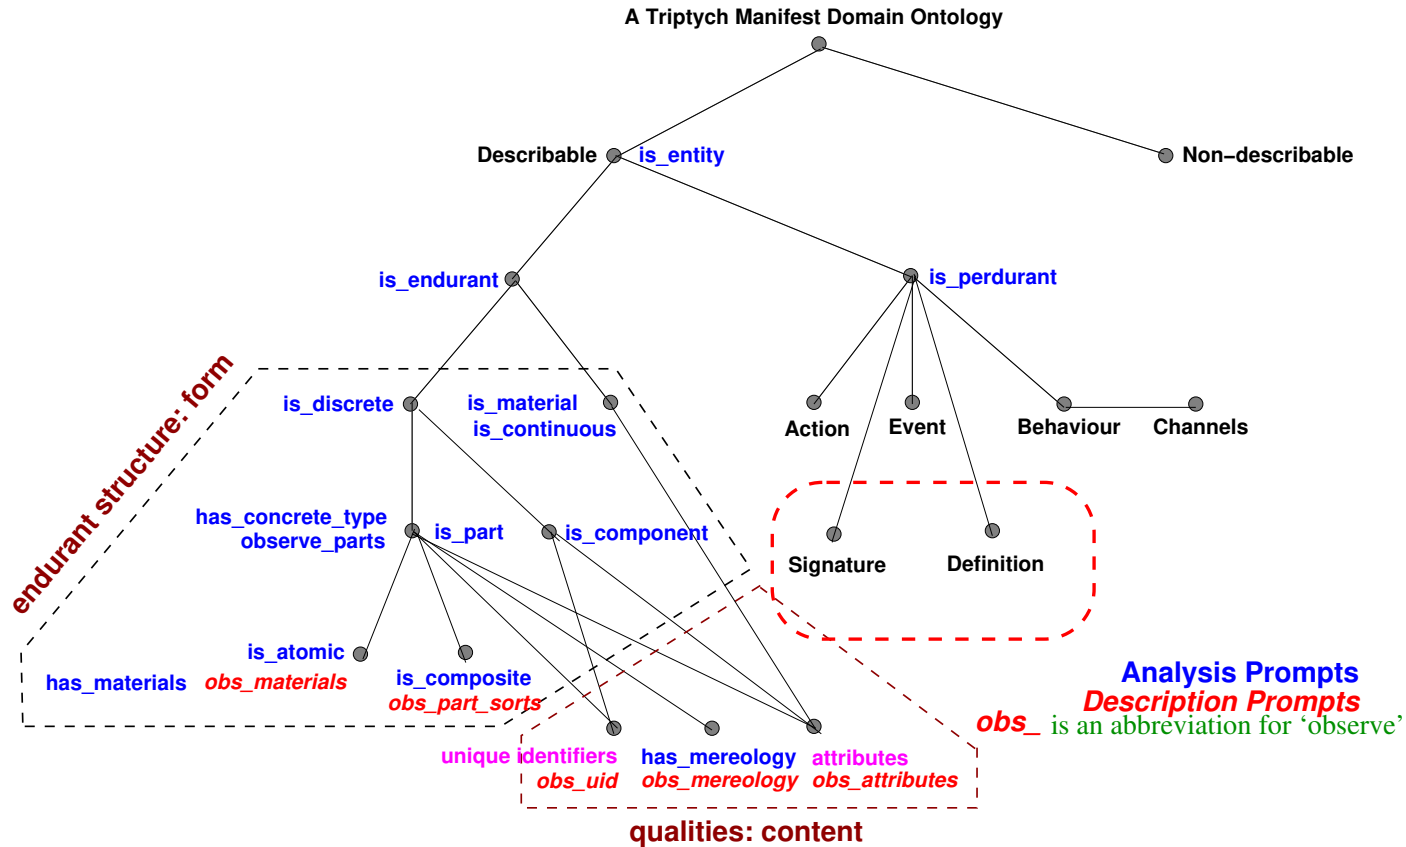 A Triptych Manifest Domain Ontology
Describable
is_entity
Non−describable
is_endurant
is_perdurant
endurant structure: form
is_discrete
is_material
is_continuous
Action
Event
Behaviour
Channels
has_concrete_type
observe_parts
is_part
is_component
Signature
Definition
is_atomic
has_materials
obs_materials
is_composite
obs_part_sorts
Analysis Prompts
Description Prompts
obs_ is an abbreviation for ‘observe’
unique identifiers
obs_uid
has_mereology
obs_mereology
attributes
obs_attributes
qualities: content